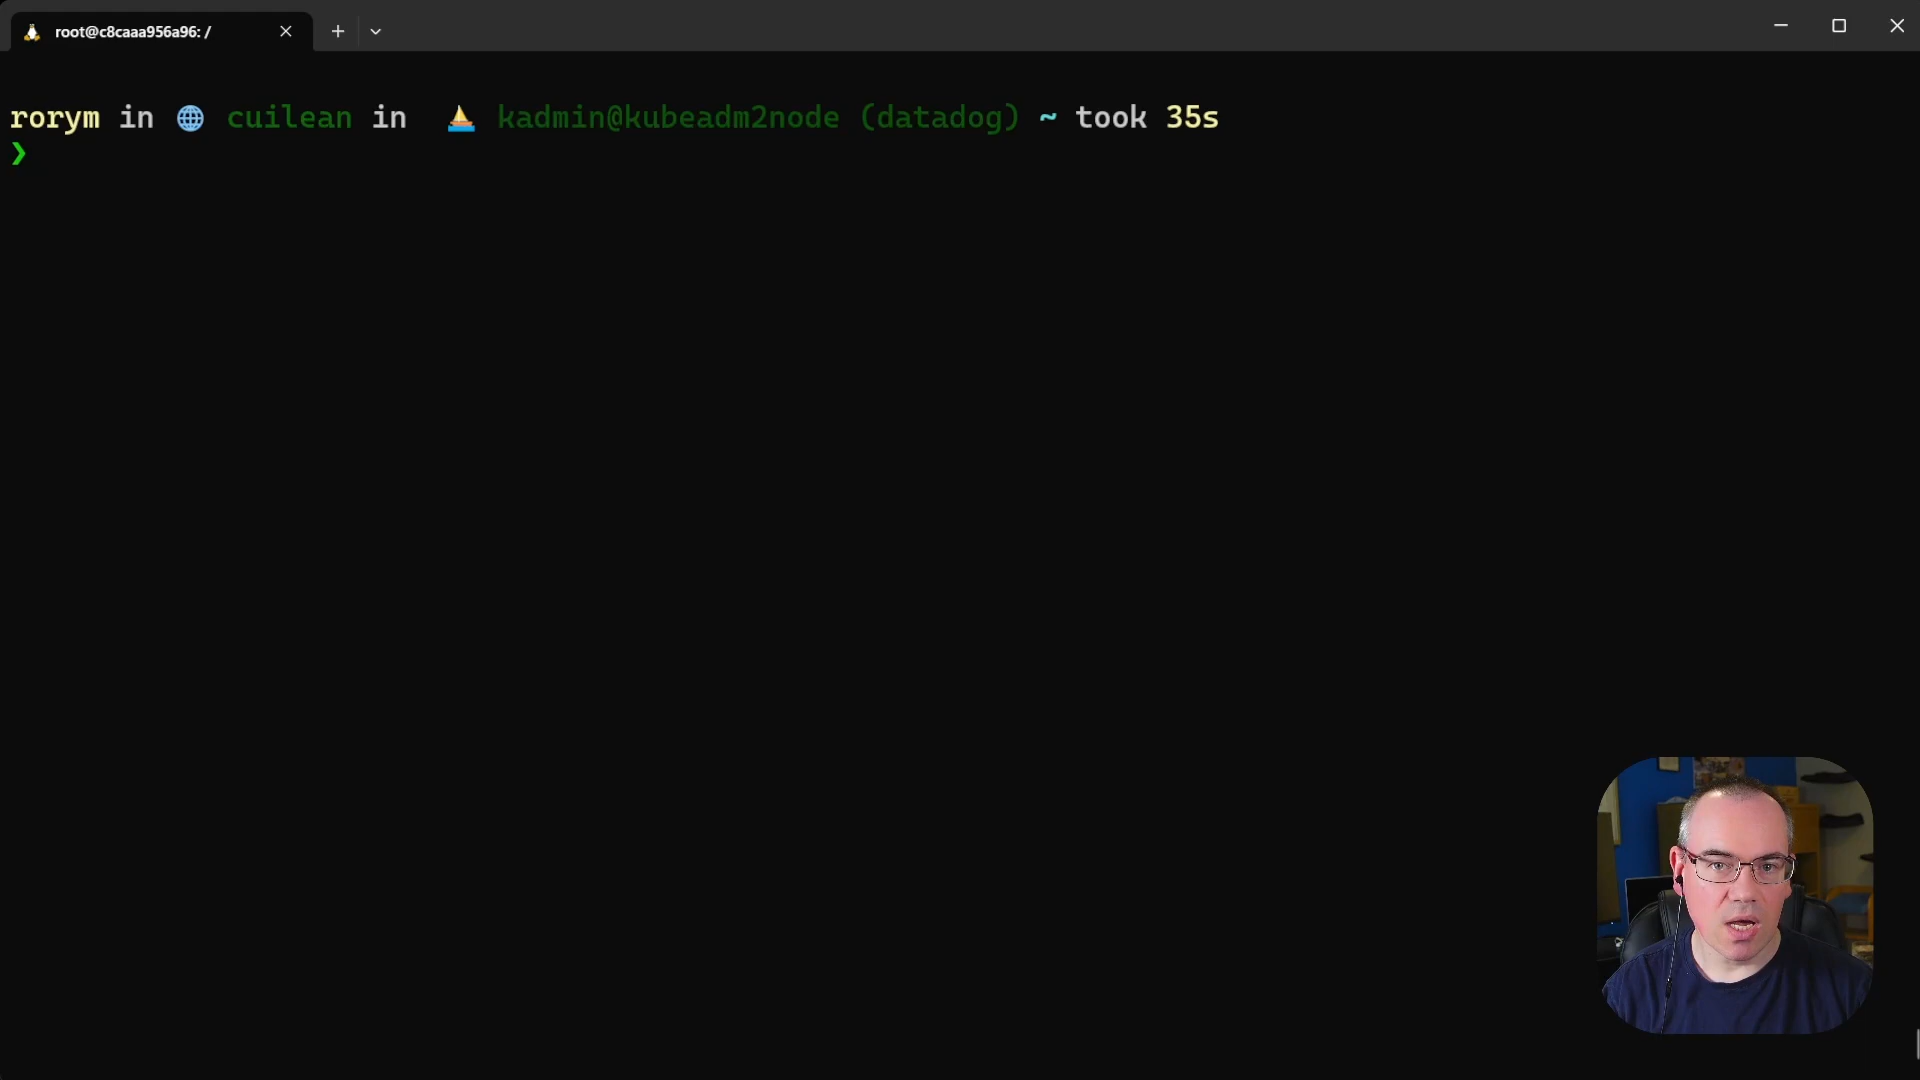 root@c8caaa956a96: /
rorym in 🌐 cuilean in ⛵ kadmin@kubeadm2node (datadog) ~ took 35s
❯